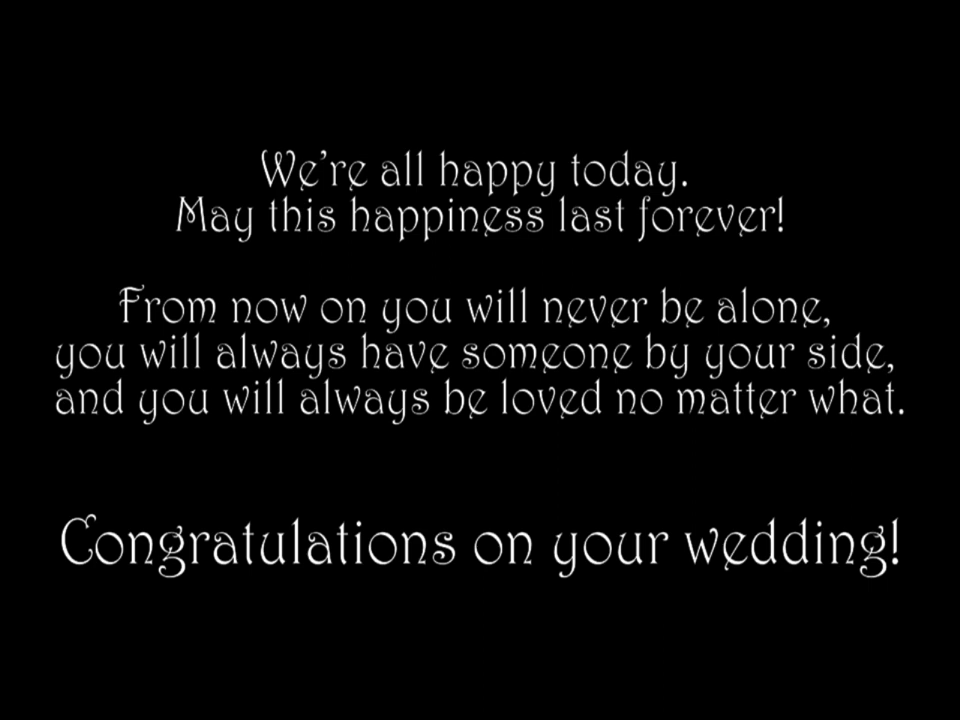 We're all happy today.
May this happiness last forever!
From now on you will never be alone,
you will always have someone by your side,
and you will always be loved no matter what.
Congratulations on your wedding!